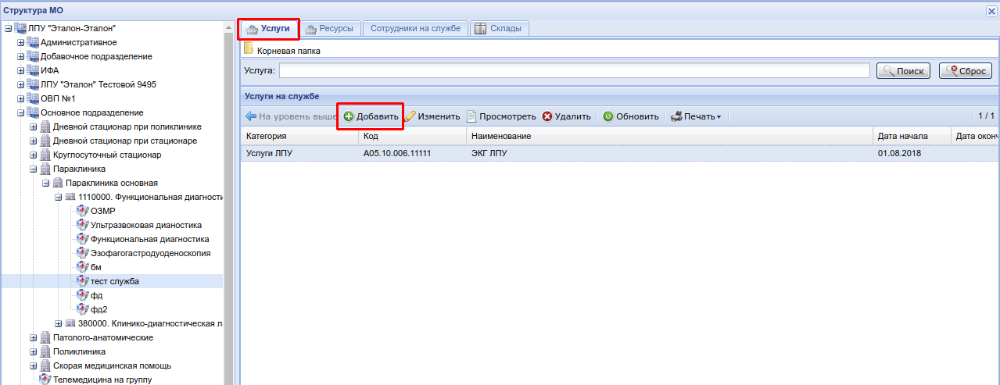 Структура МО
ЛПУ "Эталон-Эталон"
Административное
Добавочное подразделение
ИФА
ЛПУ "Эталон" Тестовой 9495
ОВП №1
Основное подразделение
Дневной стационар при поликлинике
Дневной стационар при стационаре
Круглосуточный стационар
Параклиника
Параклиника основная
1110000. Функциональная диагности
ОЗМР
Ультразвоковая дианостика
Функциональная диагностика
Эзофагогастродуоденоскопия
бм
тест служба
фд
фд2
380000. Клинико-диагностическая л
Патолого-анатомические
Поликлиника
Скорая медицинская помощь
Телемедицина на группу
Услуги Ресурсы Сотрудники на службе Склады
Корневая папка
Услуга: Поиск Сброс
Услуги на службе
На уровень выше Добавить Изменить Просмотреть Удалить Обновить Печать 1 / 1
Категория Код Наименование Дата начала Дата оконч
Услуги ЛПУ A05.10.006.11111 ЭКГ ЛПУ 01.08.2018